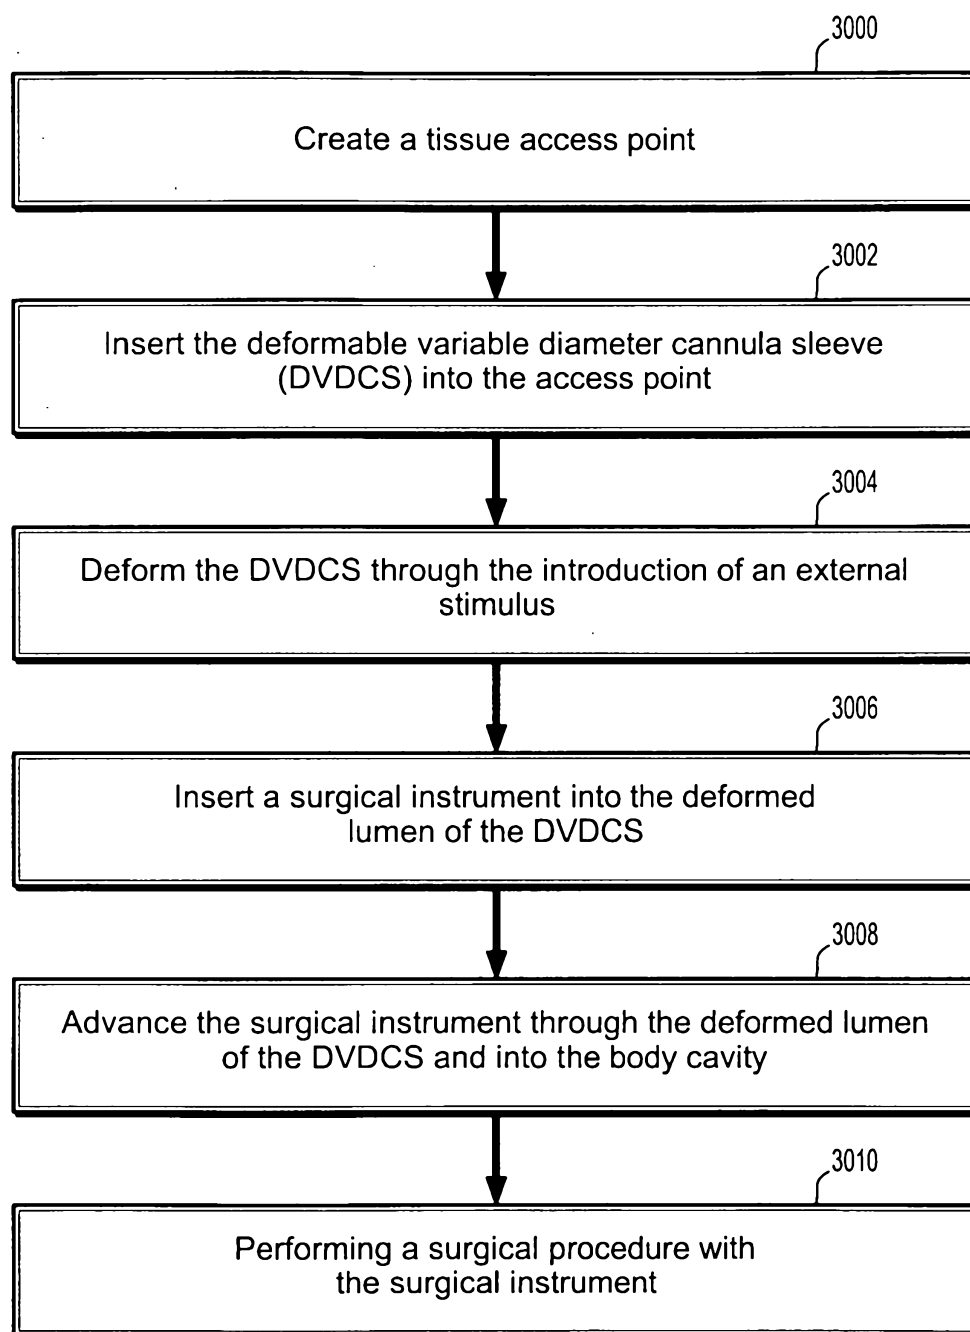 3000
Create a tissue access point
3002
Insert the deformable variable diameter cannula sleeve
(DVDCS) into the access point
3004
Deform the DVDCS through the introduction of an external
stimulus
3006
Insert a surgical instrument into the deformed
lumen of the DVDCS
3008
Advance the surgical instrument through the deformed lumen
of the DVDCS and into the body cavity
3010
Performing a surgical procedure with
the surgical instrument